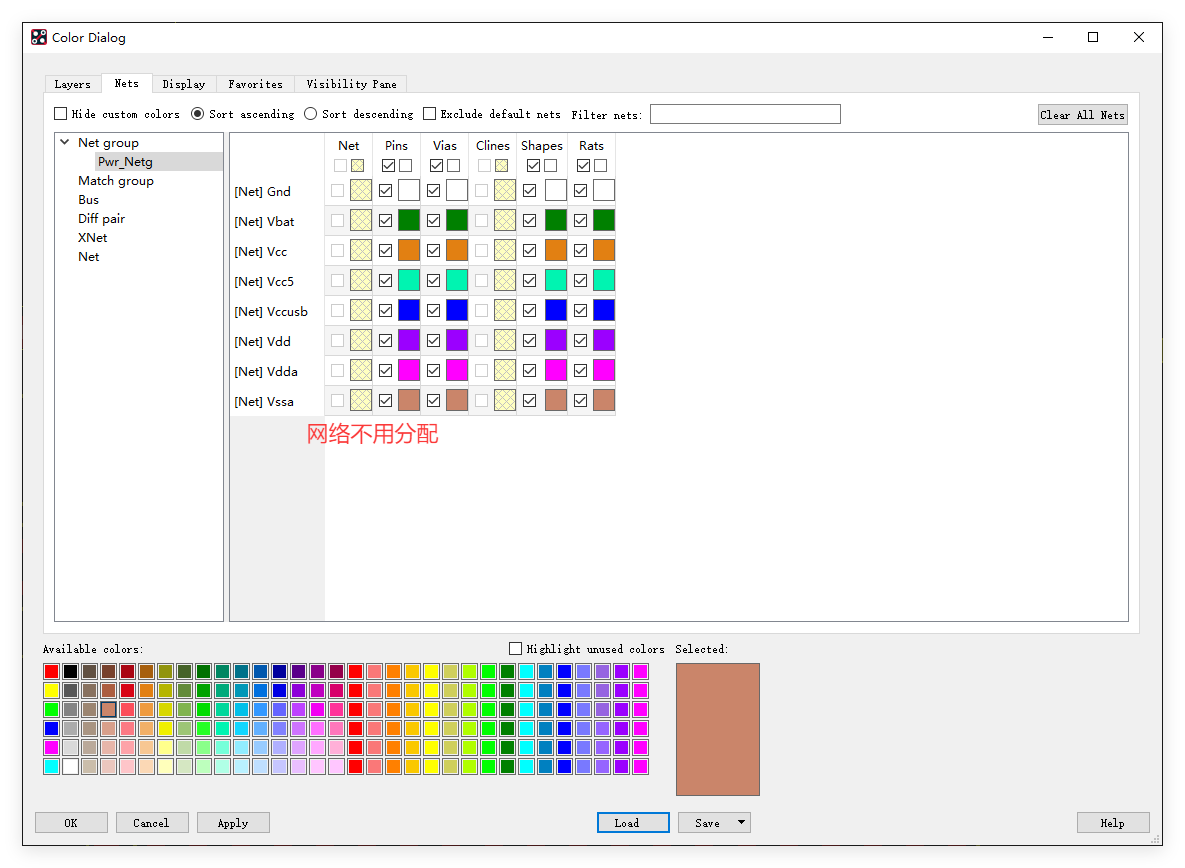 Color Dialog
Layers Nets Display Favorites Visibility Pane
Hide custom colors Sort ascending Sort descending Exclude default nets Filter nets: Clear All Nets
Net group
Pwr_Netg
Match group
Bus
Diff pair
XNet
Net
Net Pins Vias Clines Shapes Rats
[Net] Gnd
[Net] Vbat
[Net] Vcc
[Net] Vcc5
[Net] Vccusb
[Net] Vdd
[Net] Vdda
[Net] Vssa
网络不用分配
Available colors: Highlight unused colors Selected:
OK Cancel Apply Load Save Help